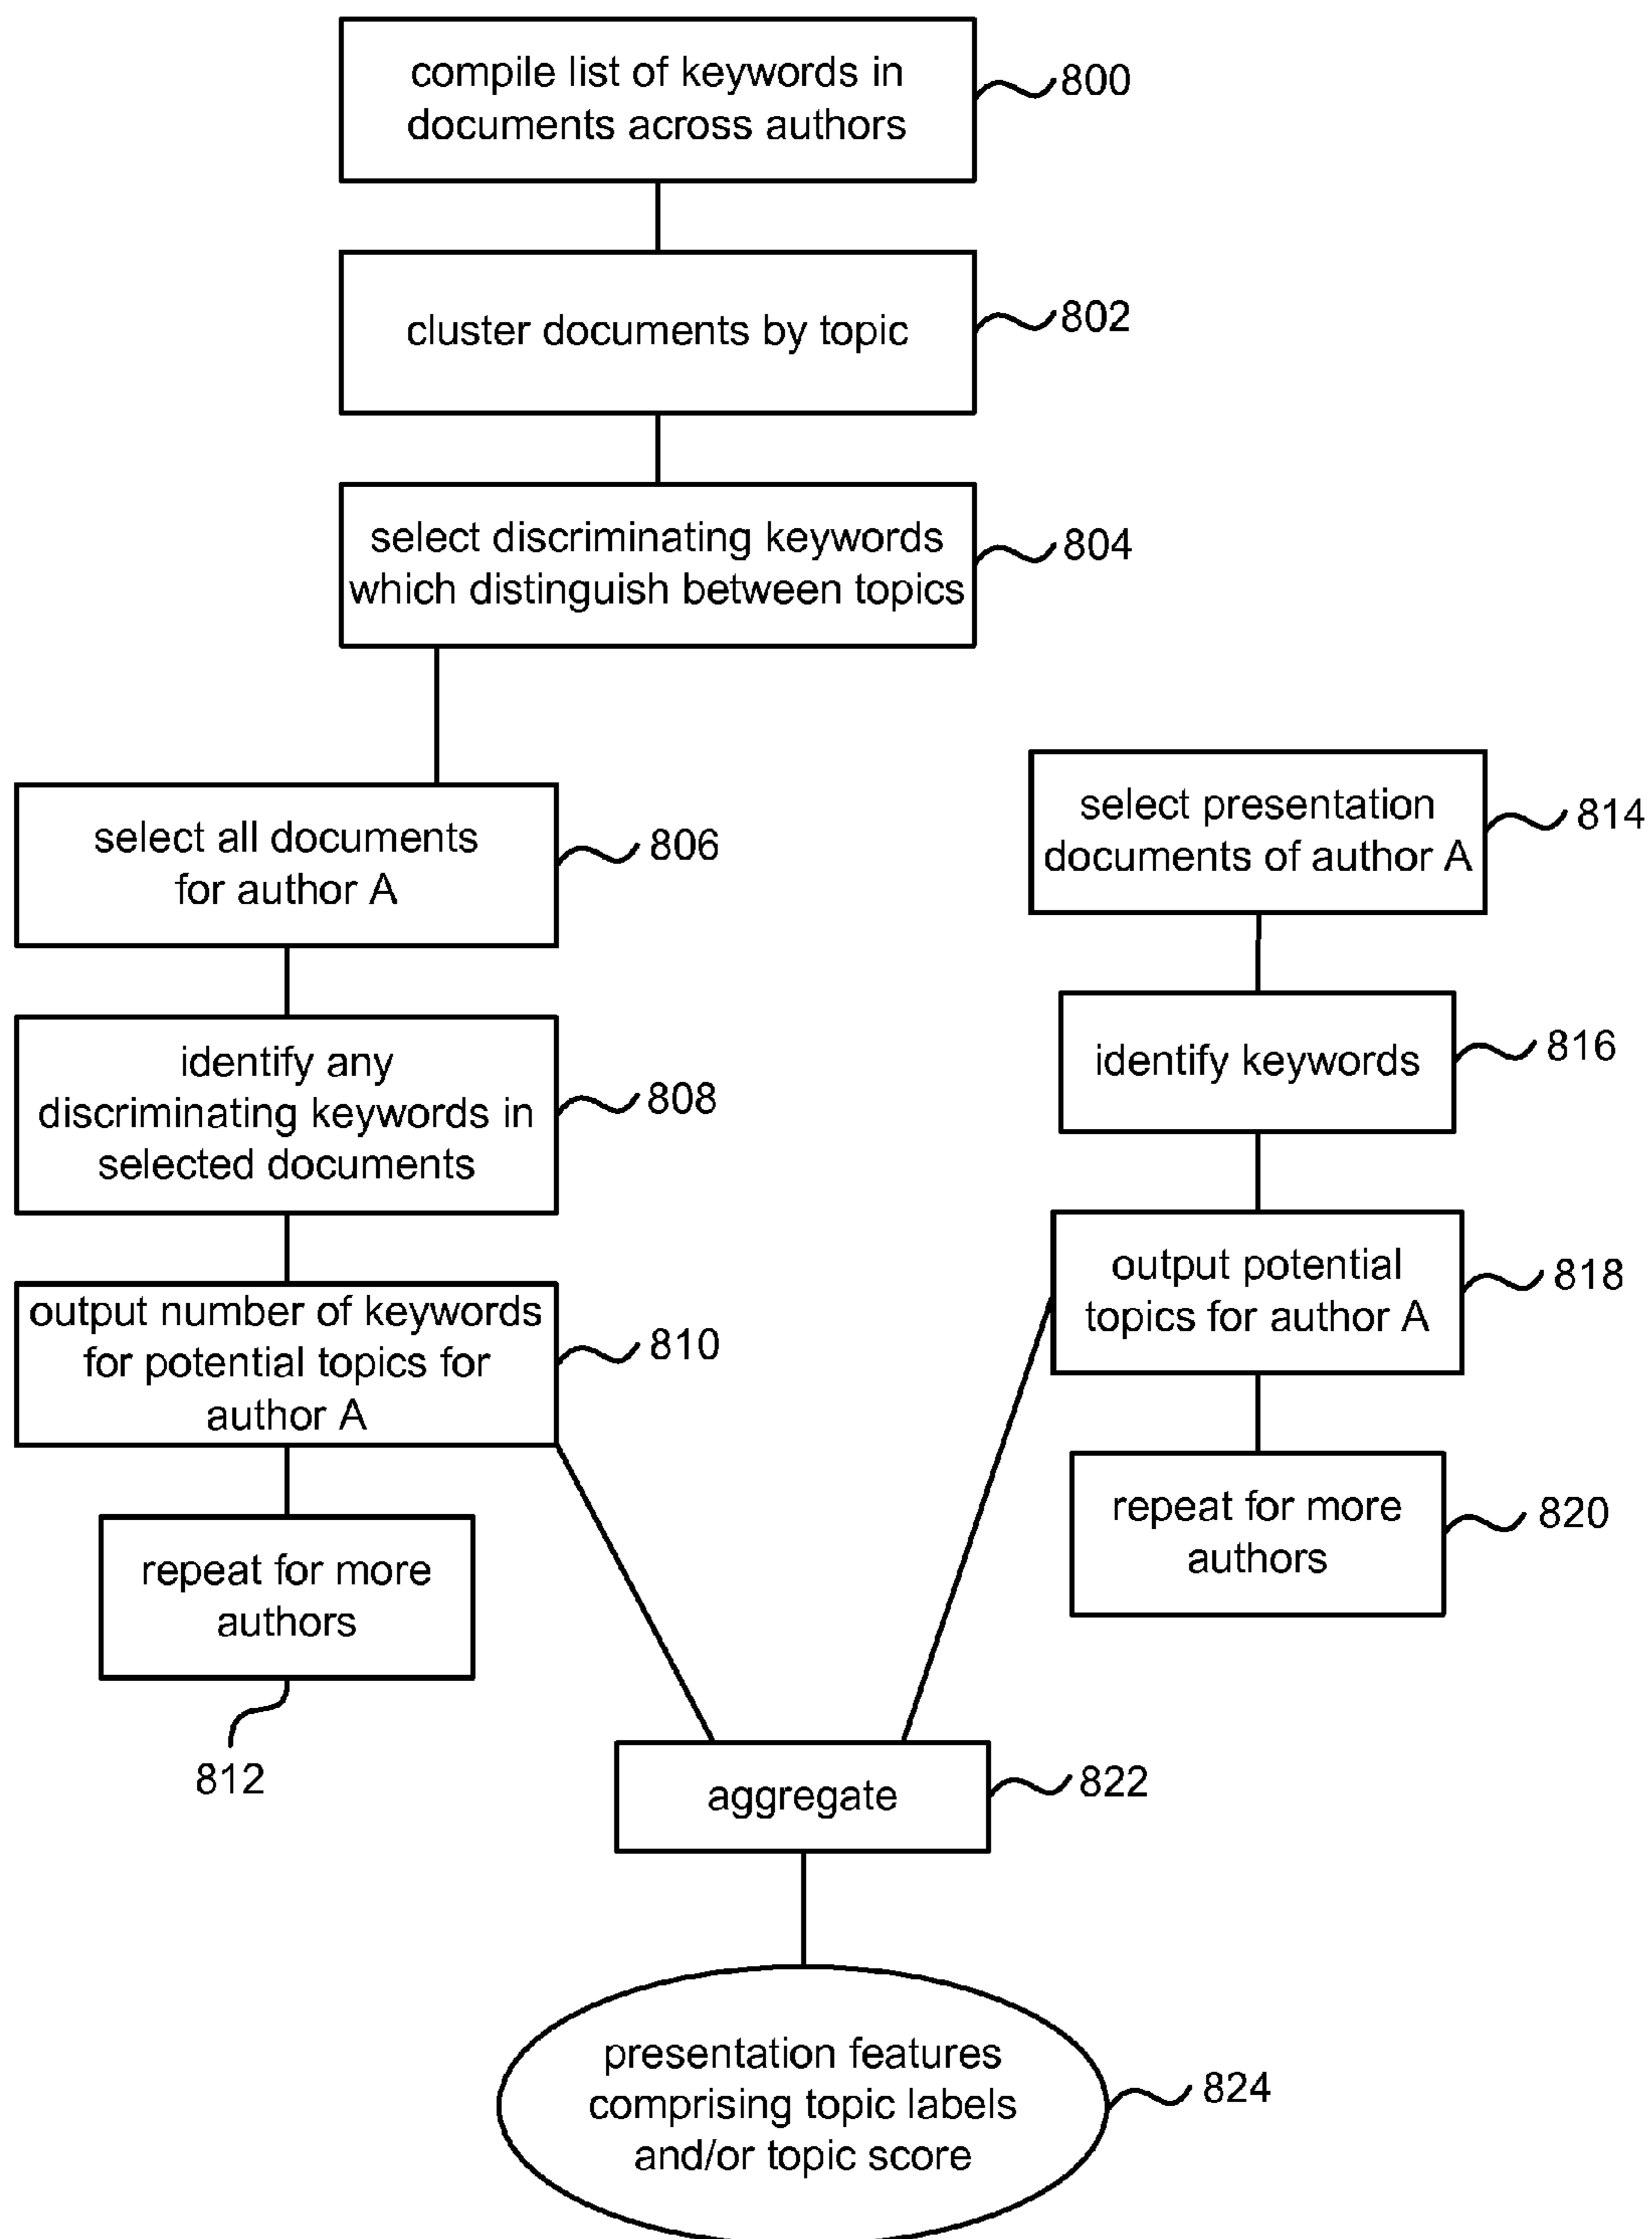 compile list of keywords in
documents across authors
800
cluster documents by topic
802
select discriminating keywords
which distinguish between topics
804
select all documents
for author A
806
identify any
discriminating keywords in
selected documents
808
output number of keywords
for potential topics for
author A
810
repeat for more
authors
812
select presentation
documents of author A
814
identify keywords
816
output potential
topics for author A
818
repeat for more
authors
820
aggregate
822
presentation features
comprising topic labels
and/or topic score
824